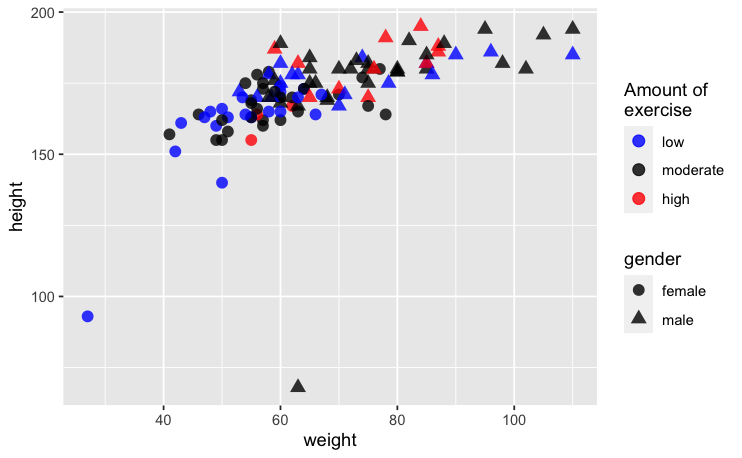 200
150
100
height
40
60
80
100
weight
Amount of
exercise
low
moderate
high
gender
female
male